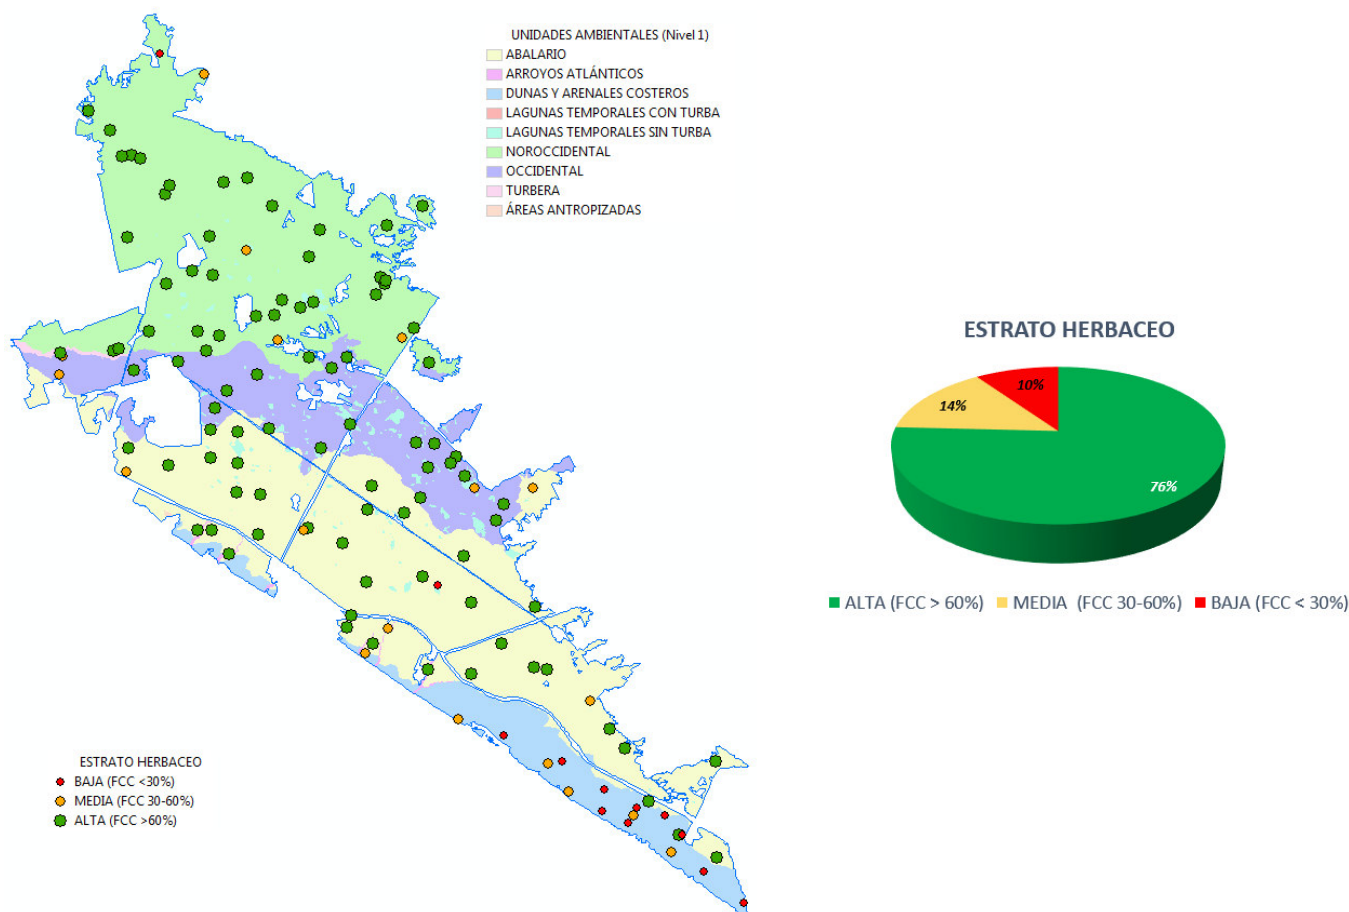 UNIDADES AMBIENTALES (Nivel 1)
ABALARIO
ARROYOS ATLÁNTICOS
DUNAS Y ARENALES COSTEROS
LAGUNAS TEMPORALES CON TURBA
LAGUNAS TEMPORALES SIN TURBA
NOROCCIDENTAL
OCCIDENTAL
TURBERA
ÁREAS ANTROPIZADAS
ESTRATO HERBACEO
10%
14%
76%
ALTA (FCC > 60%) MEDIA (FCC 30-60%) BAJA (FCC < 30%)
ESTRATO HERBACEO
BAJA (FCC <30%)
MEDIA (FCC 30-60%)
ALTA (FCC >60%)